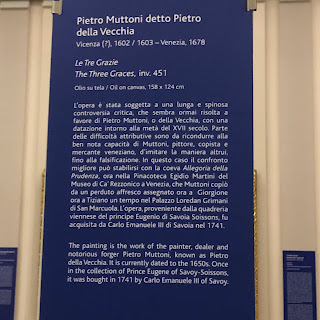 Pietro Muttoni detto Pietro
della Vecchia
Vicenza (?), 1602 / 1603 – Venezia, 1678
Le Tre Grazie
The Three Graces, inv. 451
Olio su tela / Oil on canvas, 158 x 124 cm
L'opera è stata soggetta a una lunga e spinosa
controversia critica, che sembra ormai risolta a
favore di Pietro Muttoni, o della Vecchia, con una
datazione intorno alla metà del XVII secolo. Parte
delle difficoltà attributive sono da ricondurre alla
ben nota capacità di Muttoni, pittore, copista e
mercante veneziano, d'imitare la maniera altrui,
fino alla falsificazione. In questo caso il confronto
migliore può stabilirsi con la coeva Allegoria della
Prudenza, ora nella Pinacoteca Egidio Martini del
Museo di Ca' Rezzonico a Venezia, che Muttoni copiò
da un perduto affresco assegnato ora a Giorgione
ora a Tiziano un tempo nel Palazzo Loredan Grimani
di San Marcuola. L'opera, proveniente dalla quadreria
viennese del principe Eugenio di Savoia Soissons, fu
acquisita da Carlo Emanuele III di Savoia nel 1741.
The painting is the work of the painter, dealer and
notorious forger Pietro Muttoni, known as Pietro
della Vecchia. It is currently dated to the 1650s. Once
in the collection of Prince Eugene of Savoy-Soissons,
it was bought in 1741 by Carlo Emanuele III of Savoy.